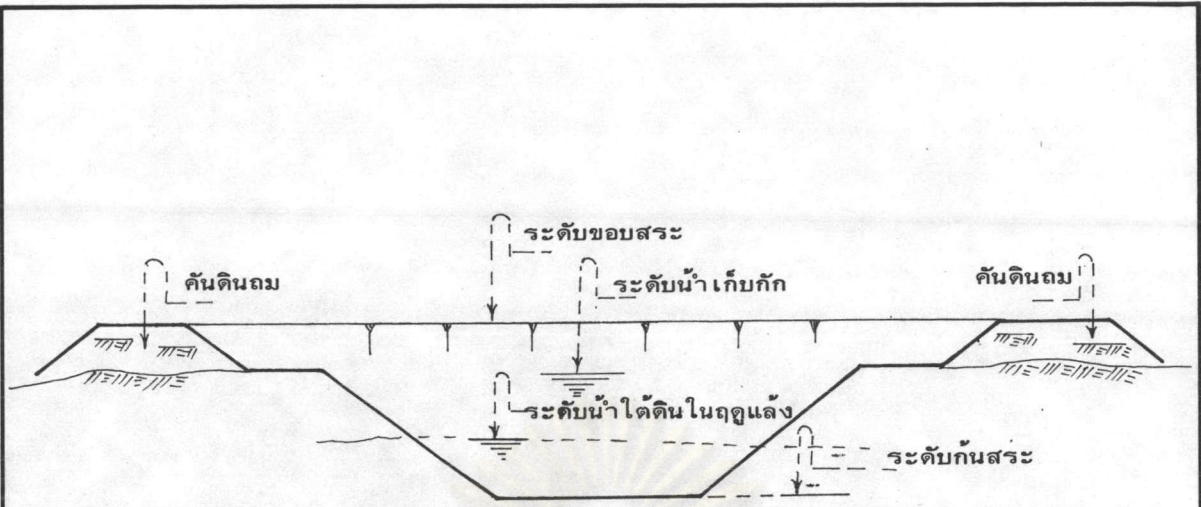 ระดับขอบสระ
คันดินถม
ระดับน้ำเก็บกัก
คันดินถม
ระดับน้ำใต้ดินในฤดูแล้ง
ระดับก้นสระ